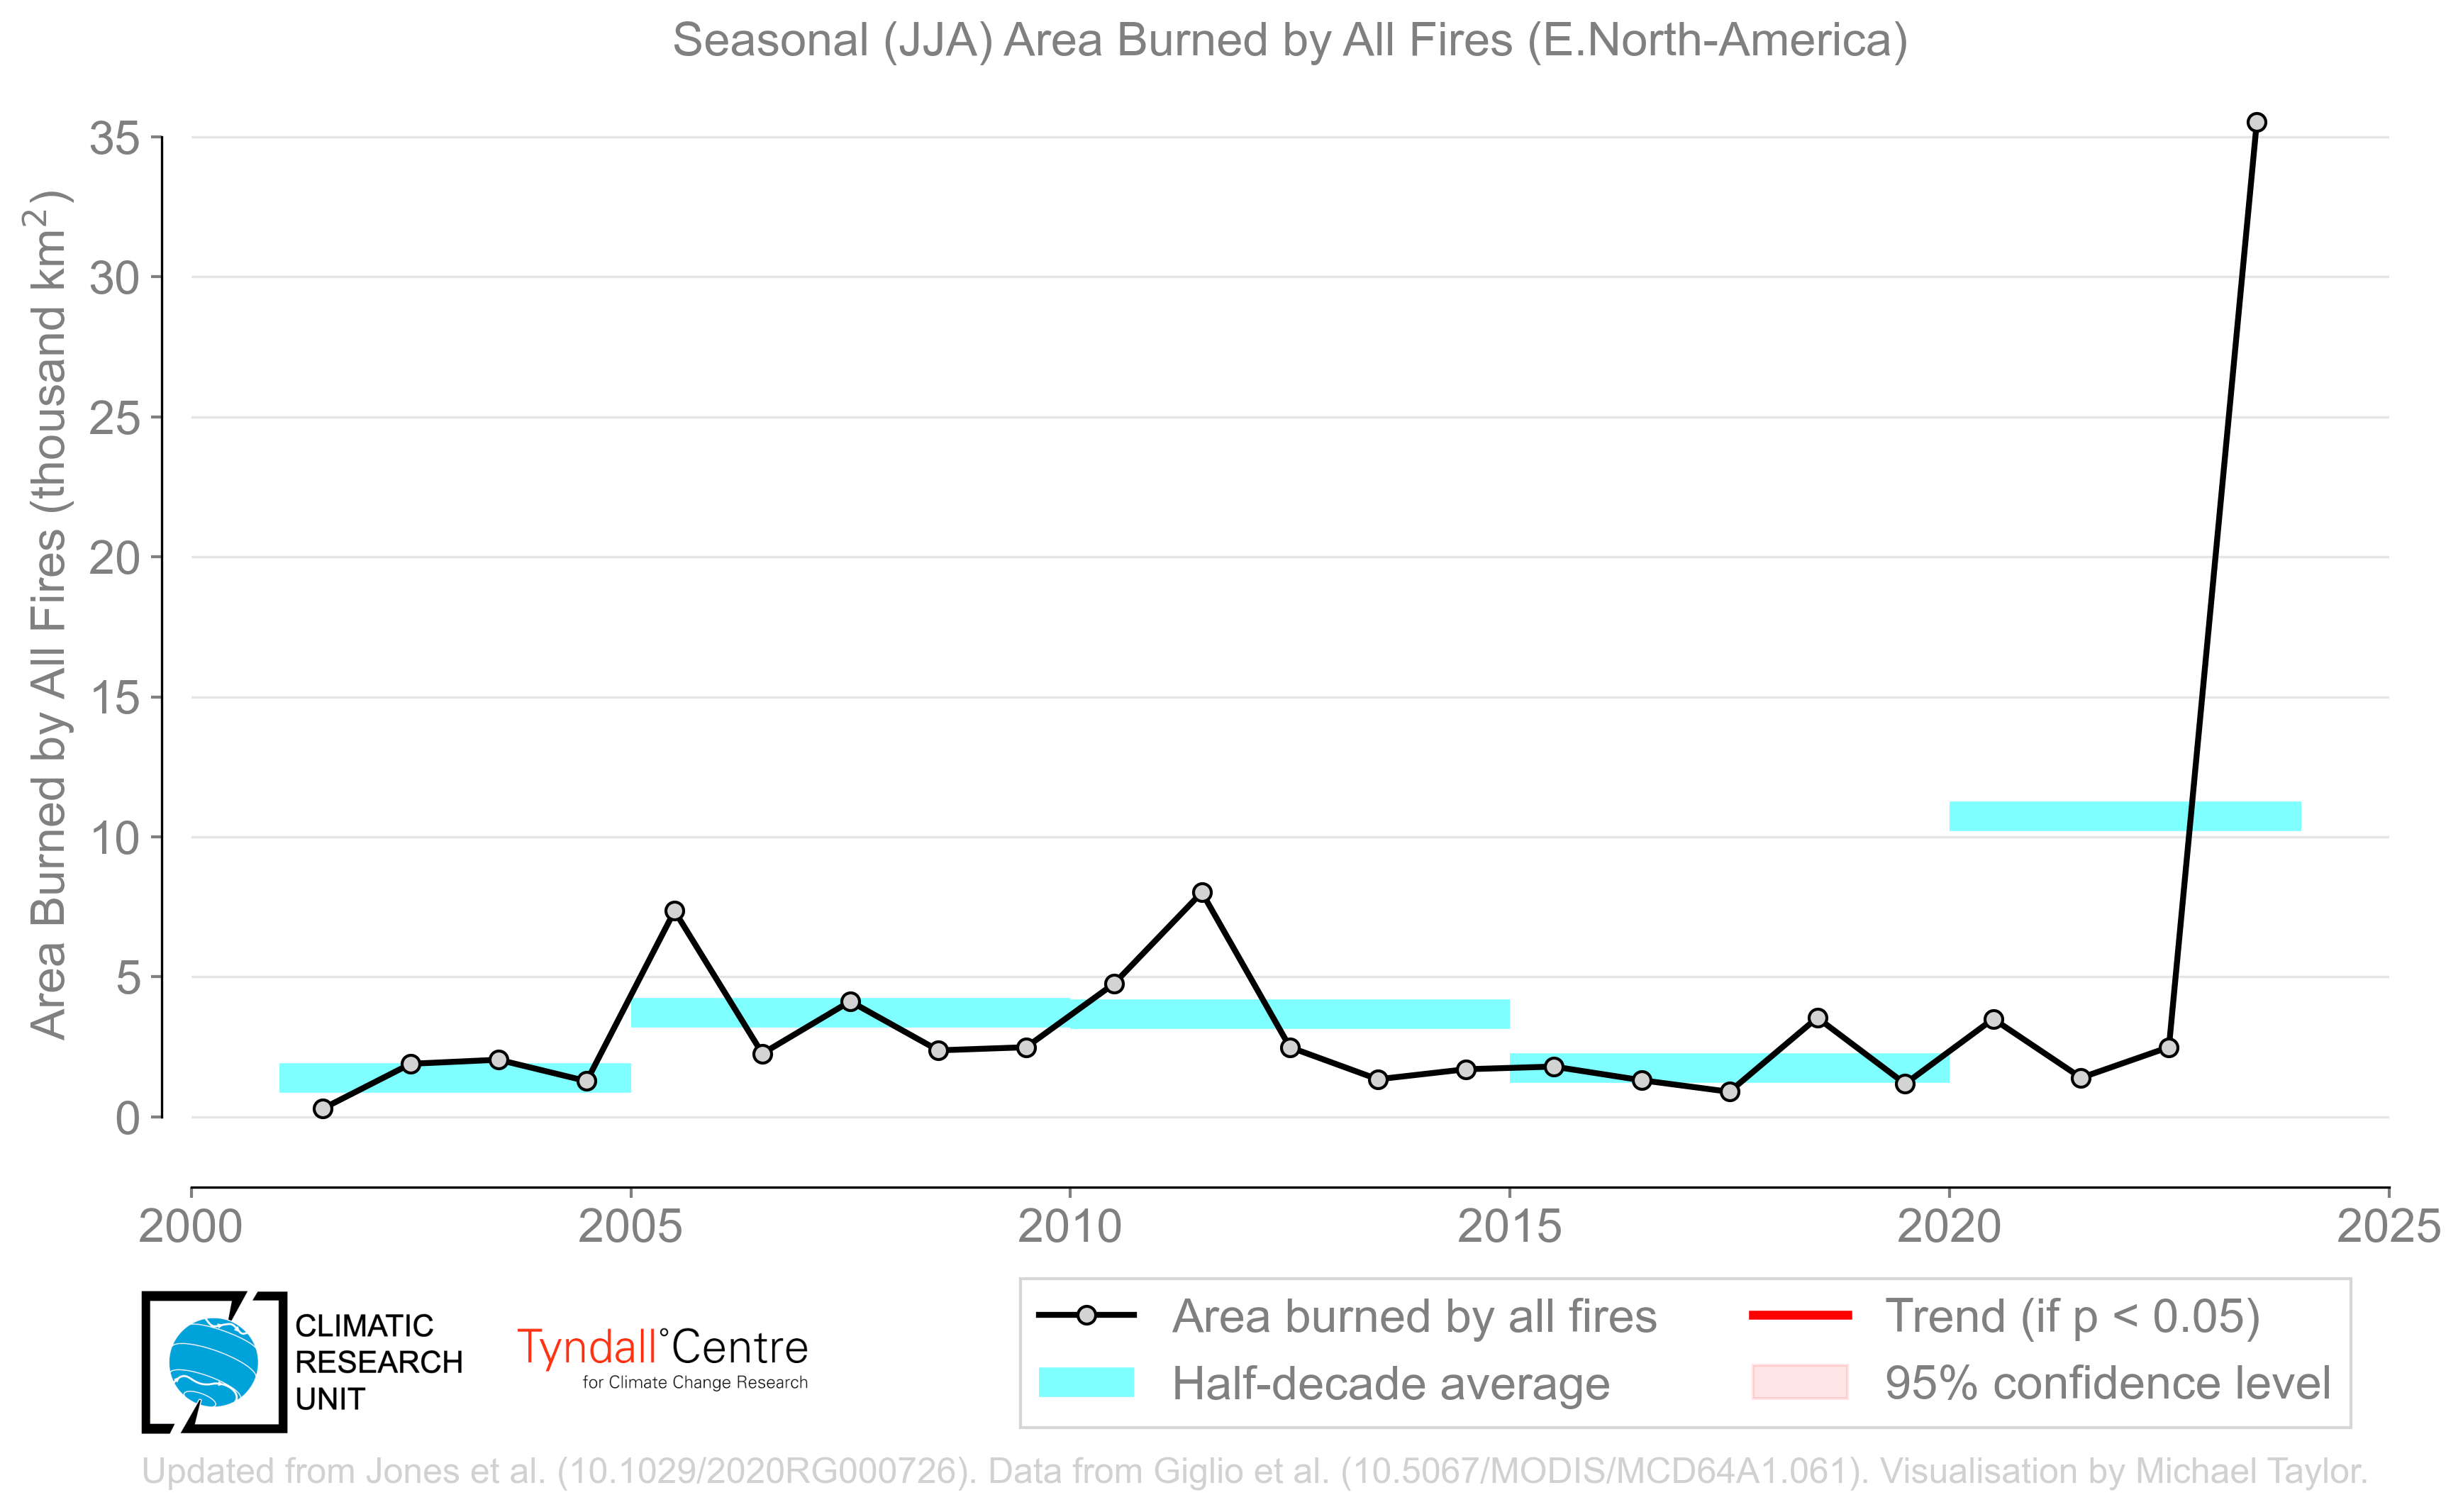 Seasonal (JJA) Area Burned by All Fires (E.North-America)
Area Burned by All Fires (thousand km²)
35
30
25
20
15
10
5
0
2000 2005 2010 2015 2020 2025
CLIMATIC
RESEARCH
UNIT
Tyndall°Centre
for Climate Change Research
Area burned by all fires
Half-decade average
Trend (if p < 0.05)
95% confidence level
Updated from Jones et al. (10.1029/2020RG000726). Data from Giglio et al. (10.5067/MODIS/MCD64A1.061). Visualisation by Michael Taylor.